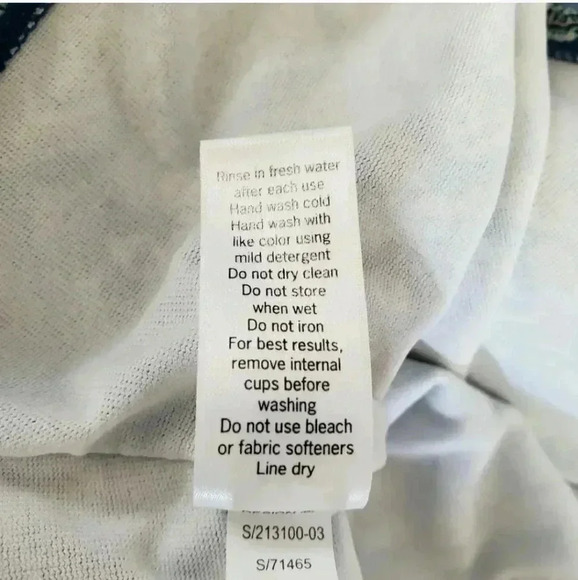 Rinse in fresh water
after each use
Hand wash cold
Hand wash with
like color using
mild detergent
Do not dry clean
Do not store
when wet
Do not iron
For best results,
remove internal
cups before
washing
Do not use bleach
or fabric softeners
Line dry
S/213100-03
S/71465